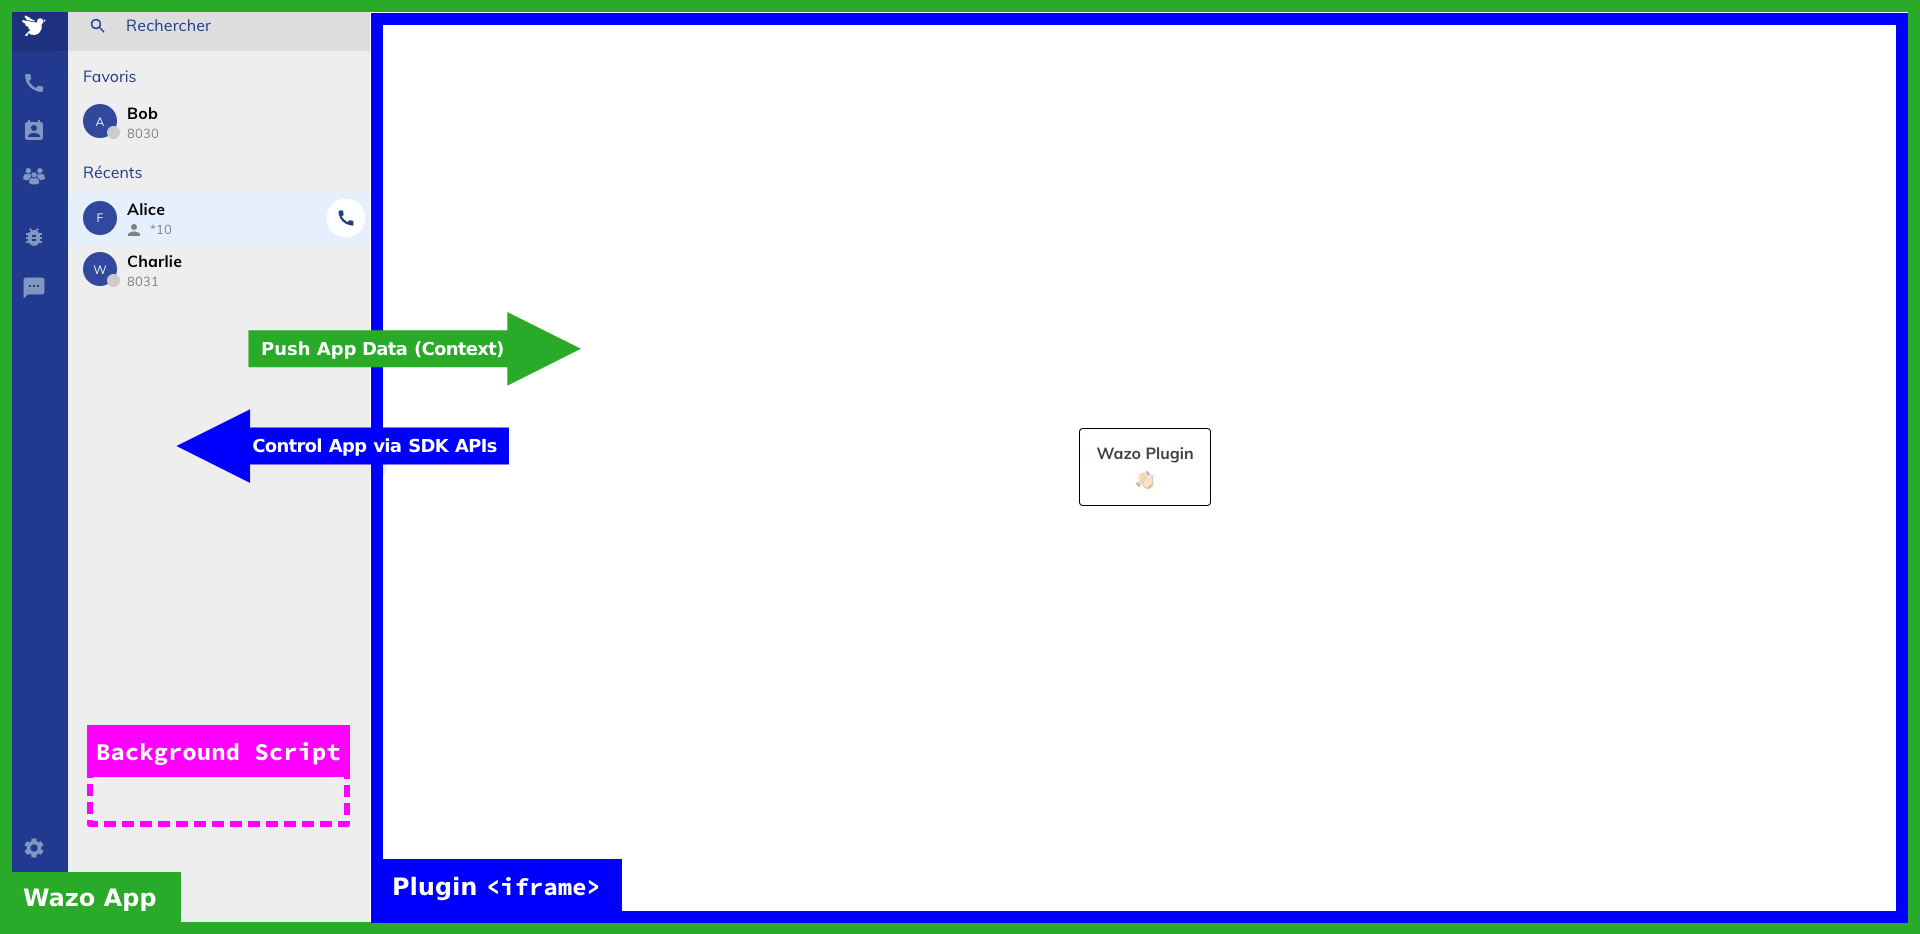 Rechercher
Favoris
A
Bob
8030
Récents
F
Alice
*10
W
Charlie
8031
Push App Data (Context)
Control App via SDK APIs
Wazo Plugin
Background Script
Plugin <iframe>
Wazo App